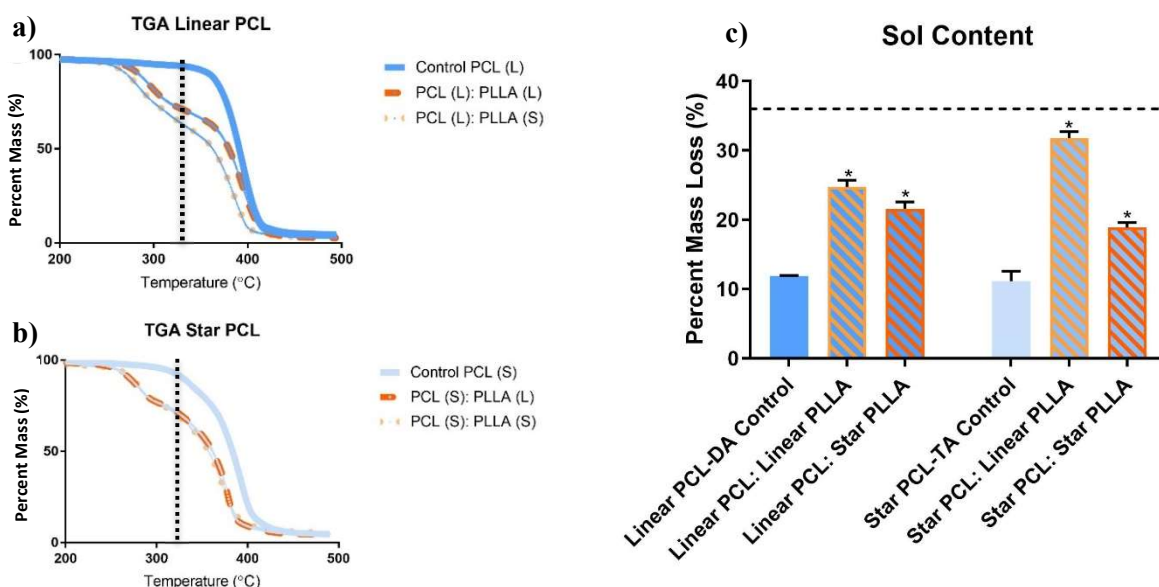 a)
TGA Linear PCL
Percent Mass (%)
100
50
0
200
300
400
500
Temperature (°C)
Control PCL (L)
PCL (L): PLLA (L)
PCL (L): PLLA (S)
b)
TGA Star PCL
Percent Mass (%)
100
50
0
200
300
400
500
Temperature (°C)
Control PCL (S)
PCL (S): PLLA (L)
PCL (S): PLLA (S)
c)
Sol Content
Percent Mass Loss (%)
40
30
20
10
0
*
*
*
*
Linear PCL-DA Control
Linear PCL: Linear PLLA
Linear PCL: Star PLLA
Star PCL-TA Control
Star PCL: Linear PLLA
Star PCL: Star PLLA